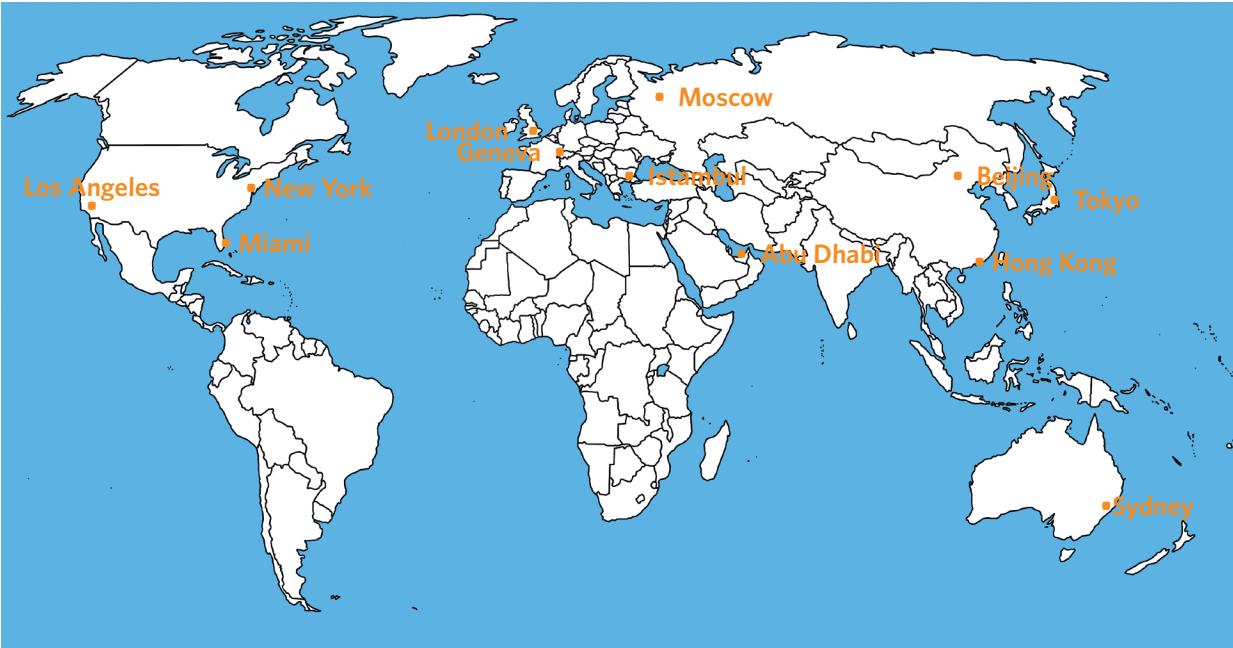 Moscow
London
Geneva
Istambul
Beijing
Los Angeles
New York
Tokyo
Miami
Abu Dhabi
Hong Kong
Sydney